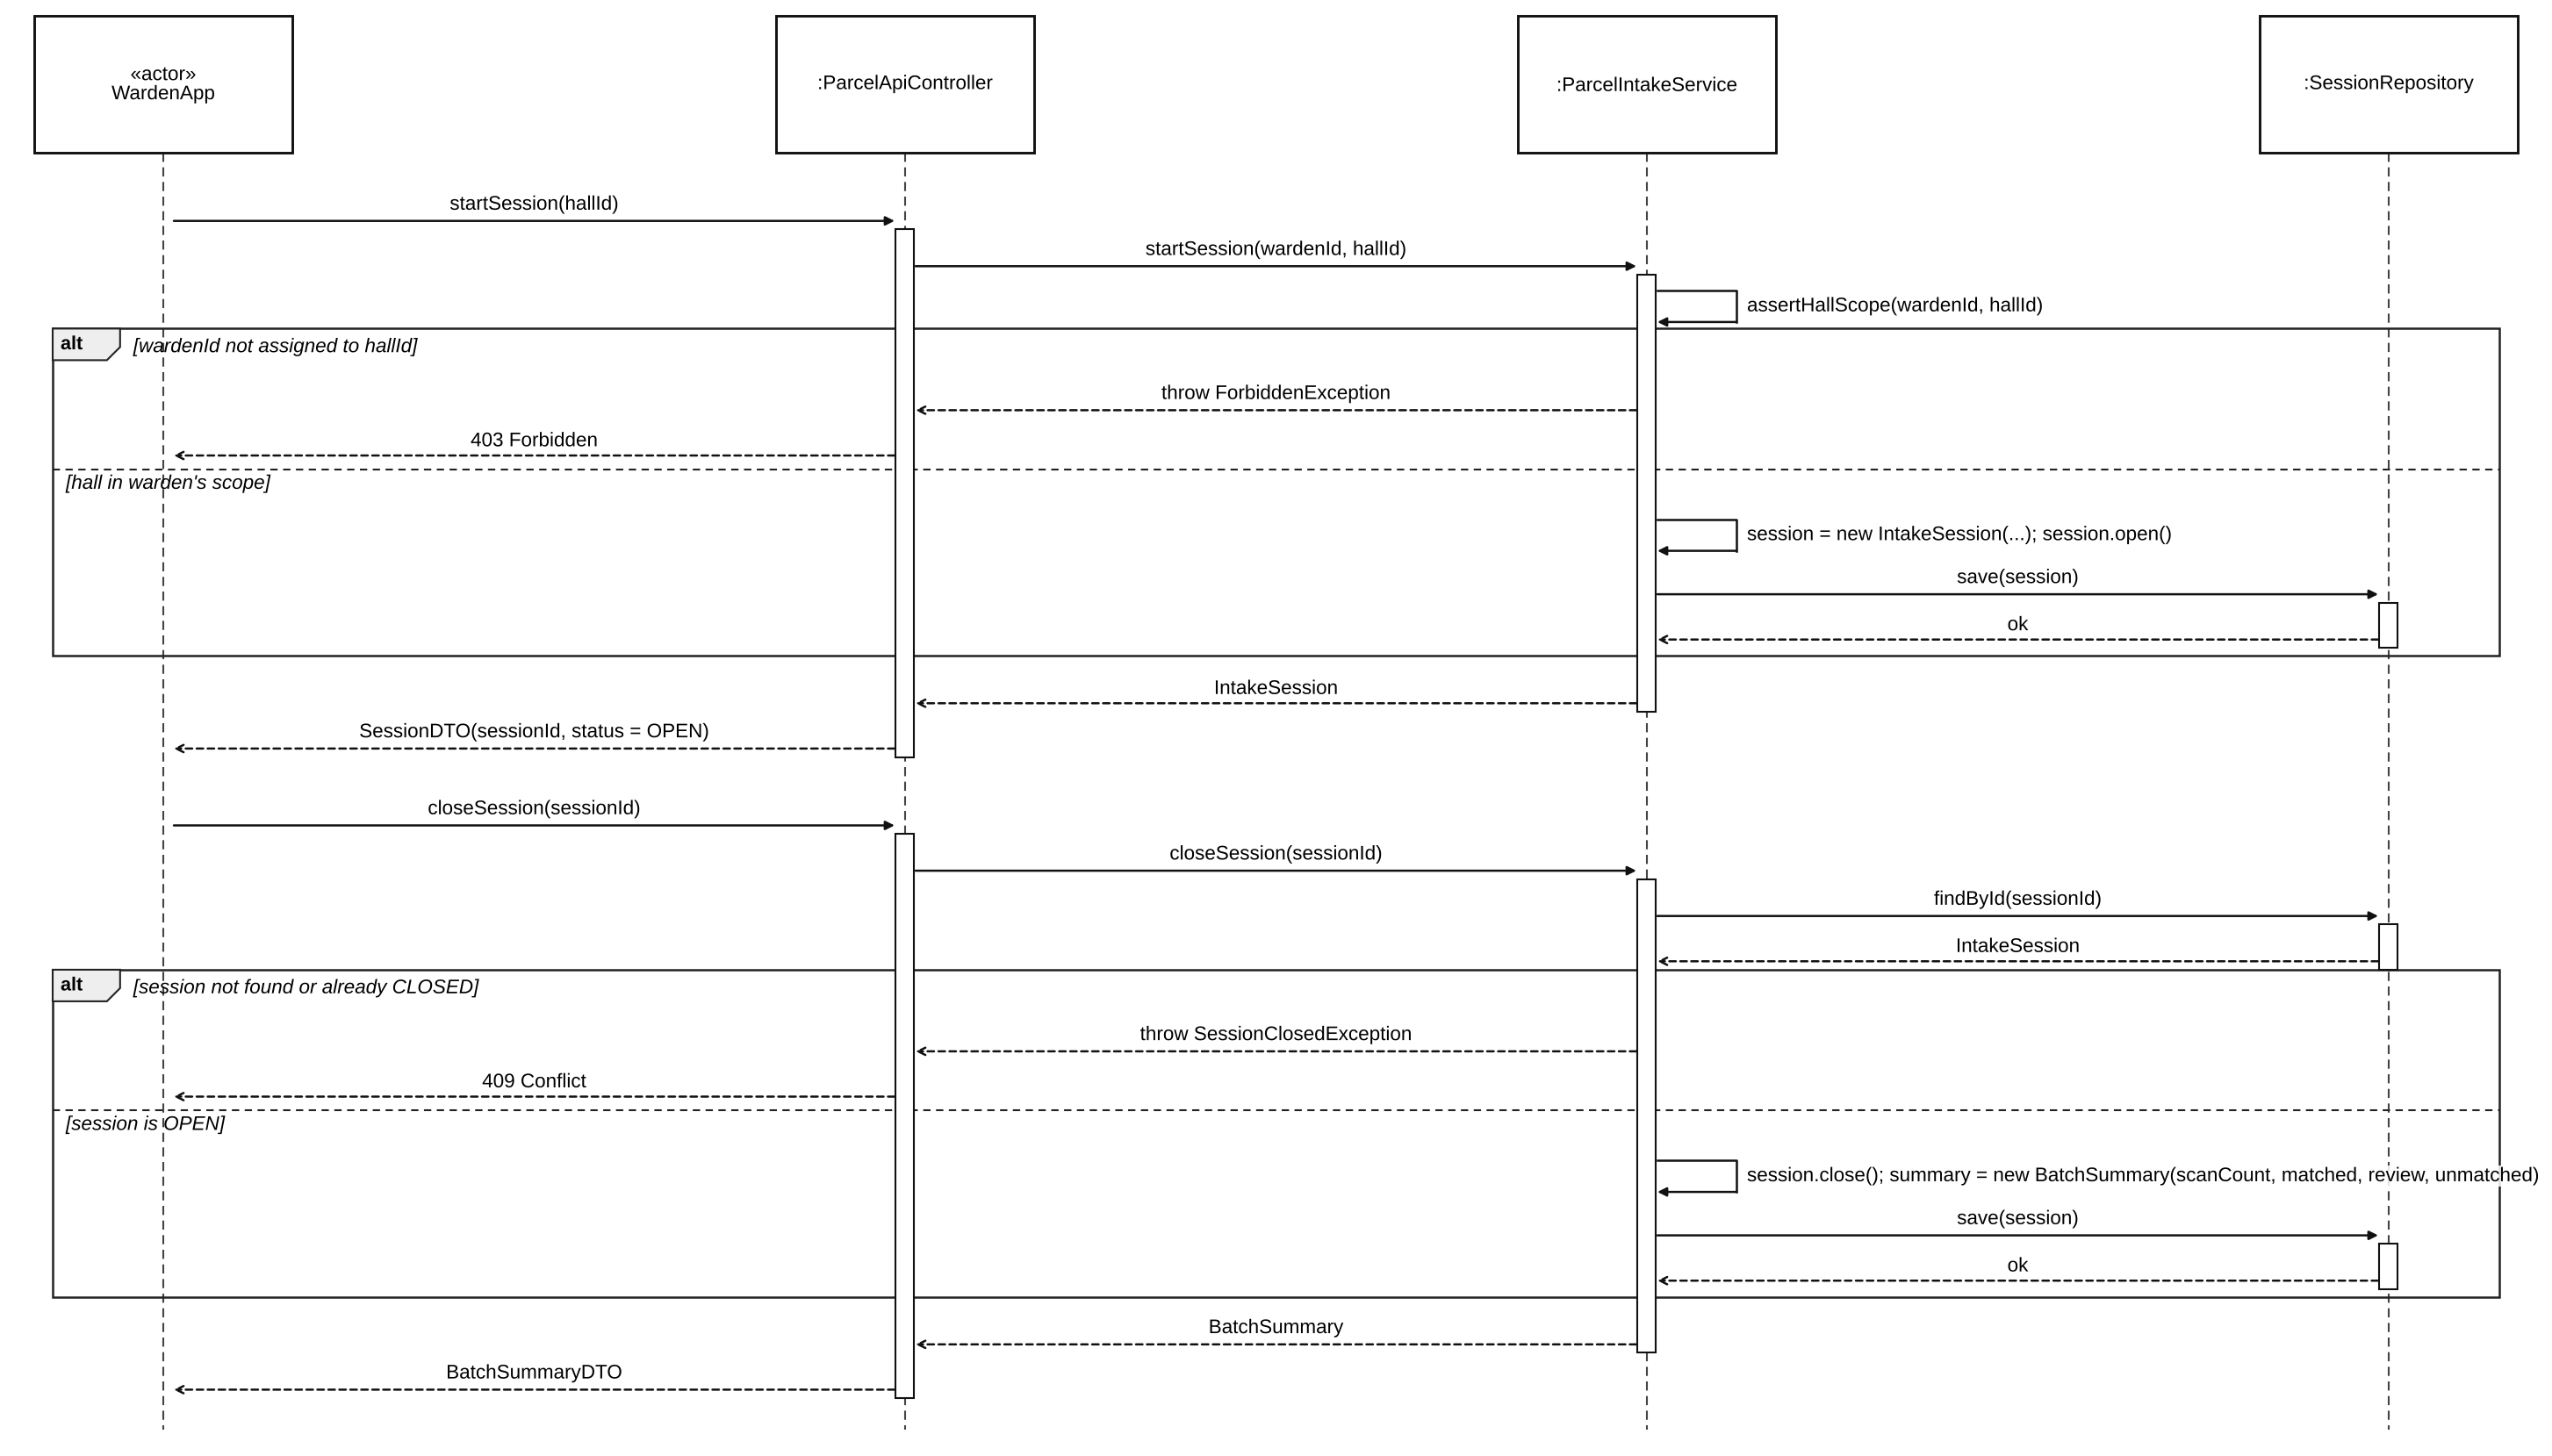 «actor»
WardenApp
:ParcelApiController
:ParcelIntakeService
:SessionRepository
startSession(hallId)
startSession(wardenId, hallId)
assertHallScope(wardenId, hallId)
alt
[wardenId not assigned to hallId]
throw ForbiddenException
403 Forbidden
[hall in warden's scope]
session = new IntakeSession(...); session.open()
save(session)
ok
IntakeSession
SessionDTO(sessionId, status = OPEN)
closeSession(sessionId)
closeSession(sessionId)
findById(sessionId)
IntakeSession
alt
[session not found or already CLOSED]
throw SessionClosedException
409 Conflict
[session is OPEN]
session.close(); summary = new BatchSummary(scanCount, matched, review, unmatched)
save(session)
ok
BatchSummary
BatchSummaryDTO